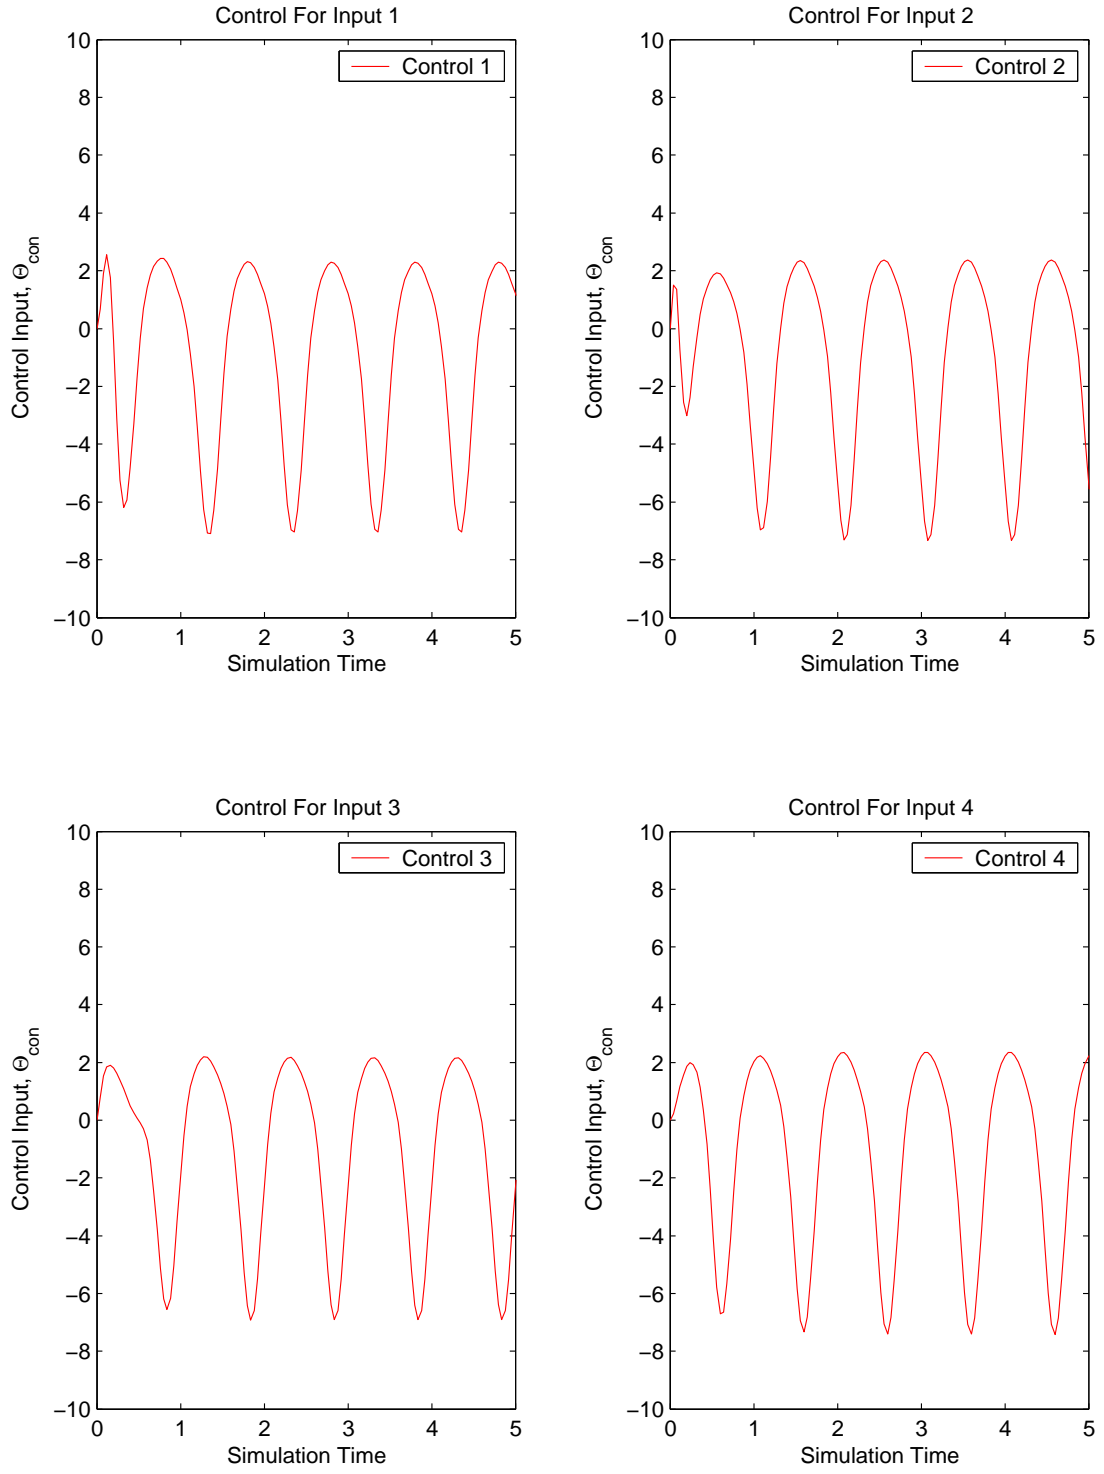 Control For Input 1
Control 1
10
8
6
4
2
0
−2
−4
−6
−8
−10
Control Input, Θcon
0 1 2 3 4 5
Simulation Time
Control For Input 2
Control 2
10
8
6
4
2
0
−2
−4
−6
−8
−10
Control Input, Θcon
0 1 2 3 4 5
Simulation Time
Control For Input 3
Control 3
10
8
6
4
2
0
−2
−4
−6
−8
−10
Control Input, Θcon
0 1 2 3 4 5
Simulation Time
Control For Input 4
Control 4
10
8
6
4
2
0
−2
−4
−6
−8
−10
Control Input, Θcon
0 1 2 3 4 5
Simulation Time